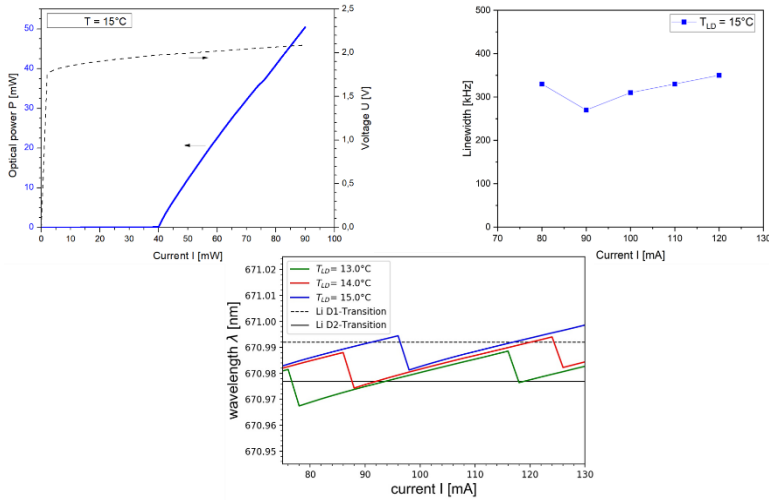 T = 15°C
Optical power P [mW]
50
40
30
20
10
0
Voltage U [V]
2,5
2,0
1,5
1,0
0,5
0,0
0 10 20 30 40 50 60 70 80 90 100
Current I [mW]
T_LD = 15°C
Linewidth [kHz]
500
400
300
200
100
0
70 80 90 100 110 120 130
Current I [mA]
T_LD = 13.0°C
T_LD = 14.0°C
T_LD = 15.0°C
Li D1-Transition
Li D2-Transition
wavelength λ [nm]
671.02
671.01
671.00
670.99
670.98
670.97
670.96
670.95
80 90 100 110 120 130
current I [mA]